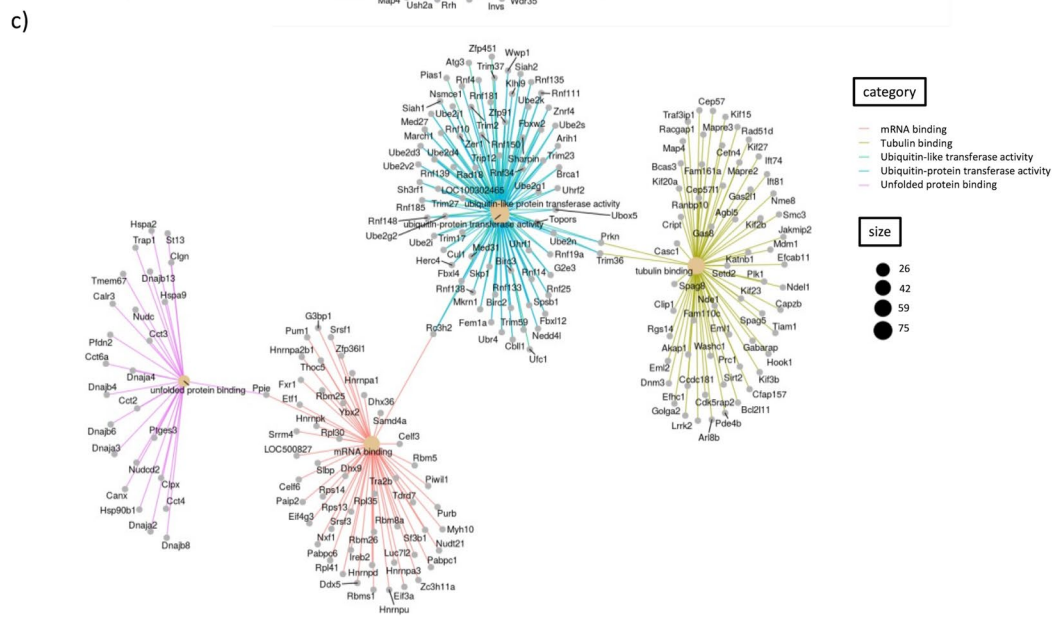 Map4
Ush2a Rrh
Invs
Wdr35
c)
Zfp451
Wwp1
Atg3
Trim37
Siah2
Pias1
Rnf4
Klhl9
Rnf135
Nsmce1
Rnf181
Ube2k
Rnf111
Siah1
Ube2j1
Zfp91
Znrf4
Med27
Trim2
Fbxw2
Ube2s
March1
Rnf10
Zer1
Rnf150
Arih1
Ube2d3
Ube2d4
Trip12
Sharpin
Trim23
Ube2v2
Rnf139
Rad18
Rnf34
Brca1
Sh3rf1
LOC100302465
Ube2g1
Uhrf2
Rnf185
Trim27
ubiquitin-like protein transferase activity
Rnf148
ubiquitin-protein transferase activity
Topors
Ubox5
Ube2g2
Ube2i
Trim17
Med31
Uhrf1
Ube2n
Prkn
Herc4
Cul1
Birc3
Rnf19a
Trim36
Fbxl4
Skp1
Rnf14
G2e3
Rnf138
Rnf133
Rnf25
Mkrn1
Birc2
Spsb1
Rc3h2
Fem1a
Trim59
Fbxl12
Ubr4
Cbll1
Nedd4l
Ufc1
Cep57
Traf3ip1
Kif15
Racgap1
Mapre3
Rad51d
Map4
Cetn4
Kif27
Bcas3
Fam161a
Mapre2
Ift74
Kif20a
Cep57l1
Gas2l1
Ift81
Ranbp10
Agbl5
Nme8
Cript
Gas8
Kif2b
Smc3
Jakmip2
Casc1
Katnb1
Mdm1
tubulin binding
Setd2
Plk1
Efcab11
Spag8
Kif23
Ndel1
Clip1
Nde1
Capzb
Fam110c
Spag5
Rgs14
Eml1
Tiam1
Akap1
Washc1
Gabarap
Eml2
Prc1
Hook1
Dnm3
Ccdc181
Sirt2
Kif3b
Efhc1
Cdk5rap2
Cfap157
Golga2
Bcl2l11
Lrrk2
Pde4b
Arl8b
Hspa2
Trap1
St13
Clgn
Tmem67
Dnajb13
Calr3
Hspa9
Nudc
Pfdn2
Cct3
Cct6a
Dnaja4
Dnajb4
unfolded protein binding
Ppie
Cct2
Dnajb6
Ptges3
Dnaja3
Nudcd2
Canx
Clpx
Hsp90b1
Cct4
Dnaja2
Dnajb8
G3bp1
Pum1
Srsf1
Hnrnpa2b1
Zfp36l1
Thoc5
Fxr1
Hnrnpa1
Etf1
Rbm25
Dhx36
Ybx2
Hnrnpk
Samd4a
Srrm4
Rpl30
Celf3
LOC500827
mRNA binding
Rbm5
Slbp
Dhx9
Celf6
Tra2b
Piwil1
Paip2
Rps14
Tdrd7
Rps13
Rpl35
Purb
Eif4g3
Srsf3
Rbm8a
Myh10
Nxf1
Rbm26
Sf3b1
Nudt21
Pabpc6
Ireb2
Luc7l2
Pabpc1
Rpl41
Hnrnpd
Hnrnpa3
Ddx5
Zc3h11a
Rbms1
Eif3a
Hnrnpu
category
mRNA binding
Tubulin binding
Ubiquitin-like transferase activity
Ubiquitin-protein transferase activity
Unfolded protein binding
size
26
42
59
75